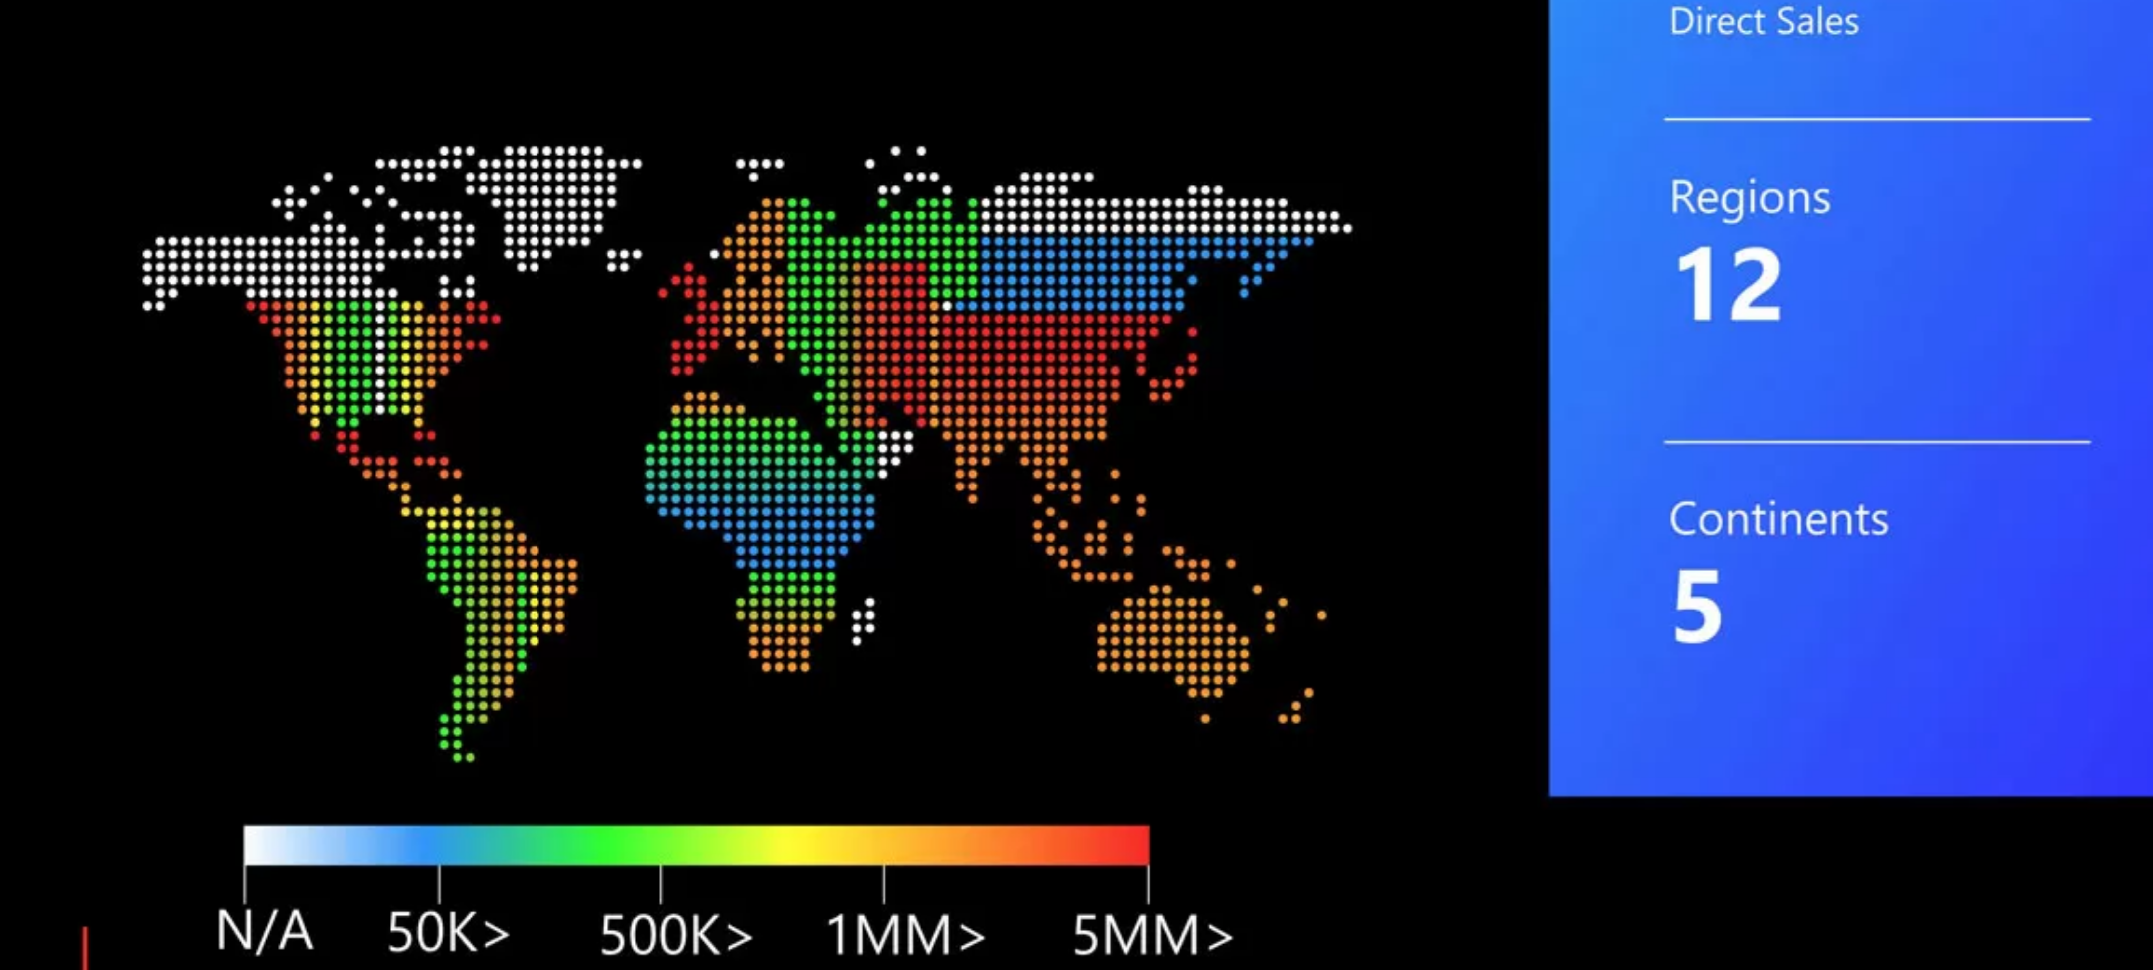 Direct Sales
Regions
12
Continents
5
N/A
50K>
500K>
1MM>
5MM>